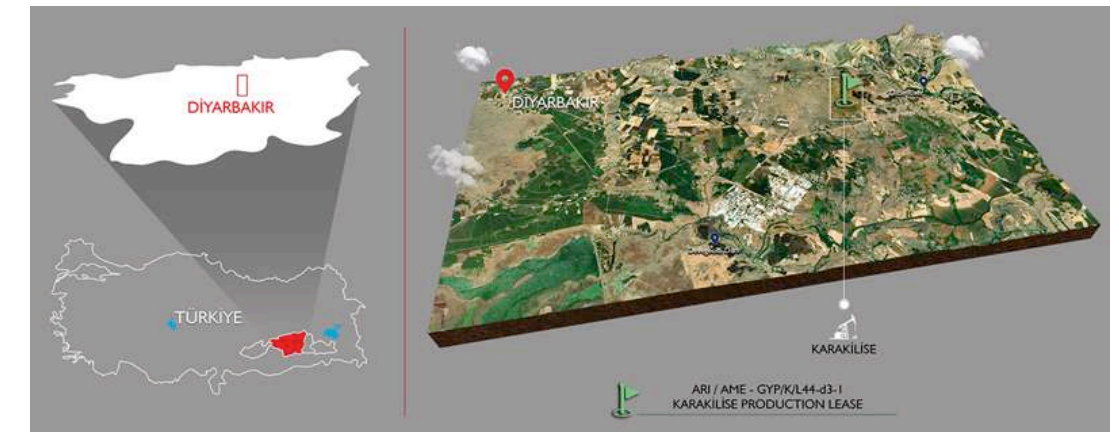 DİYARBAKIR
TÜRKİYE
DİYARBAKIR
KARAKİLİSE
ARI / AME - GYP/K/L44-d3-1
KARAKİLİSE PRODUCTION LEASE